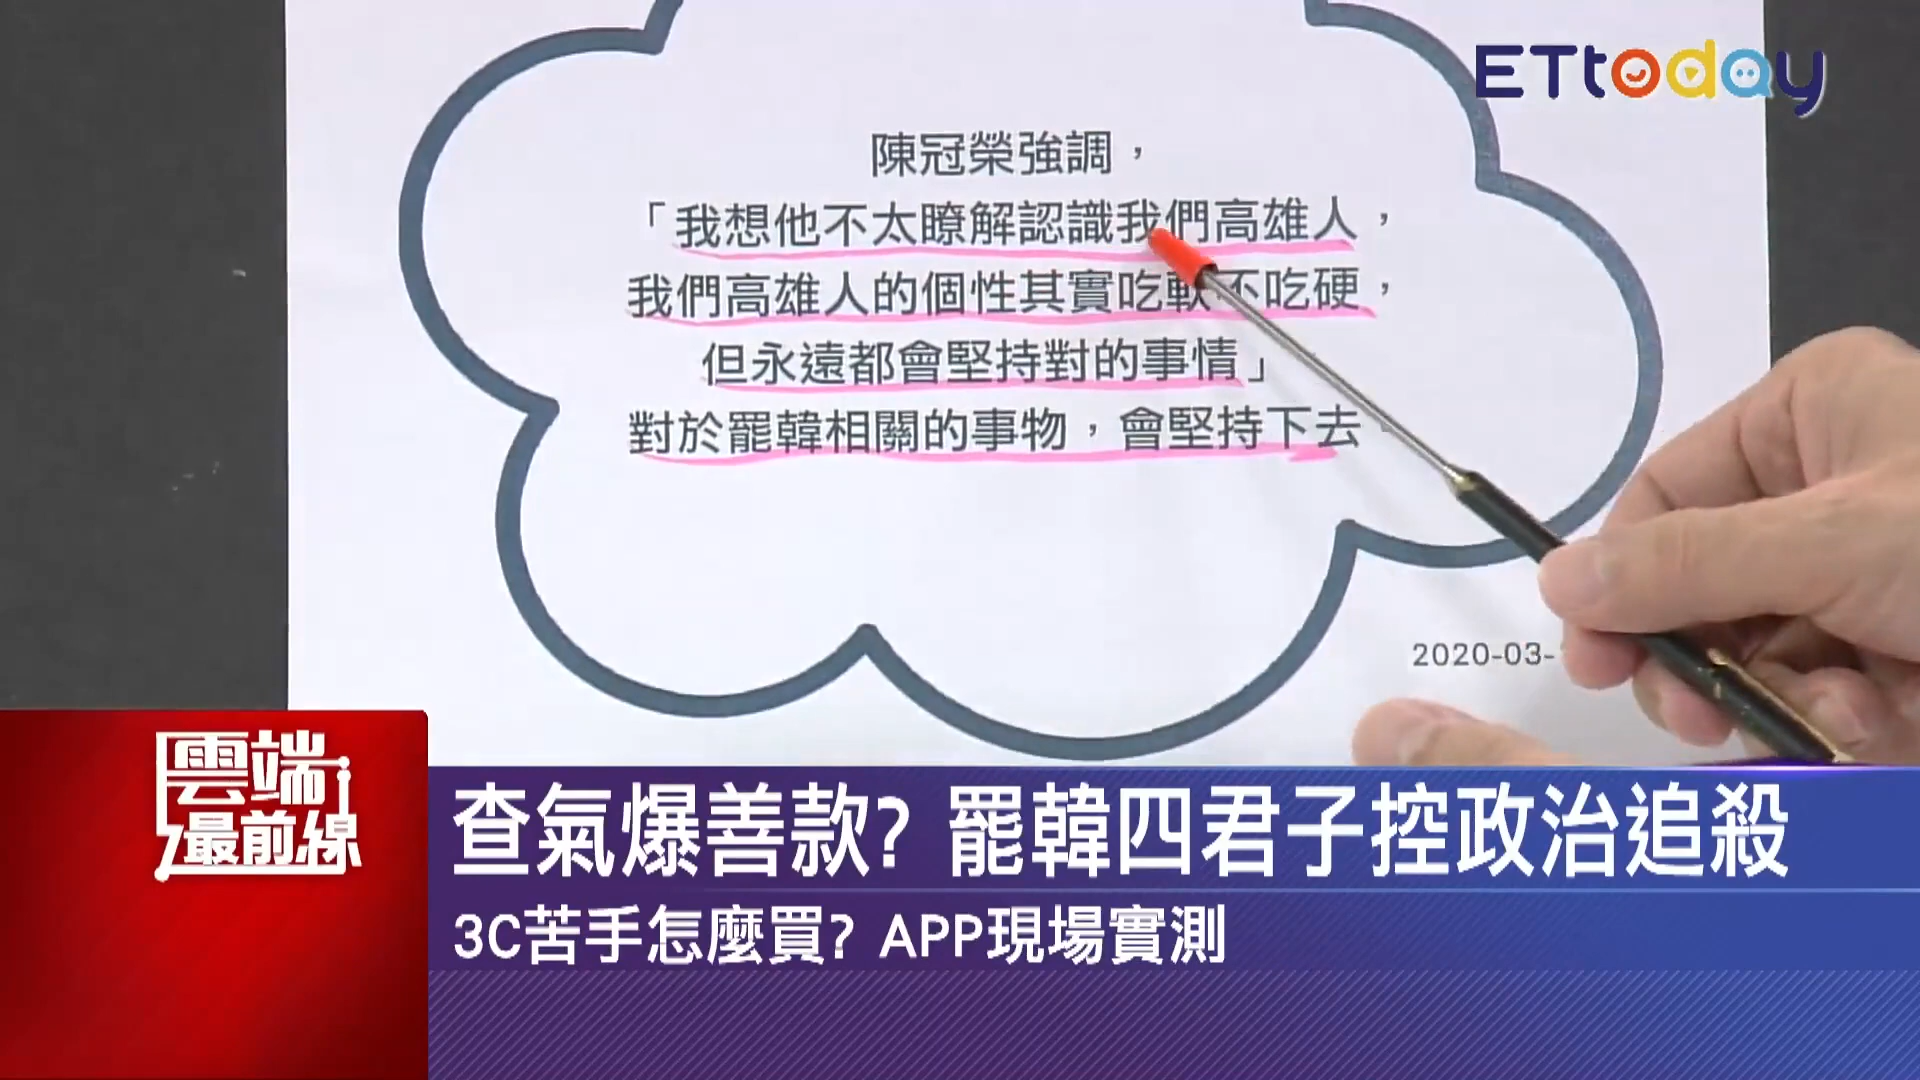 ETtoday
陳冠榮強調，
「我想他不太瞭解認識我們高雄人，
我們高雄人的個性其實吃軟不吃硬，
但永遠都會堅持對的事情」
對於罷韓相關的事物，會堅持下去
2020-03-
雲端
最前線
查氣爆善款? 罷韓四君子控政治追殺
3C苦手怎麼買? APP現場實測